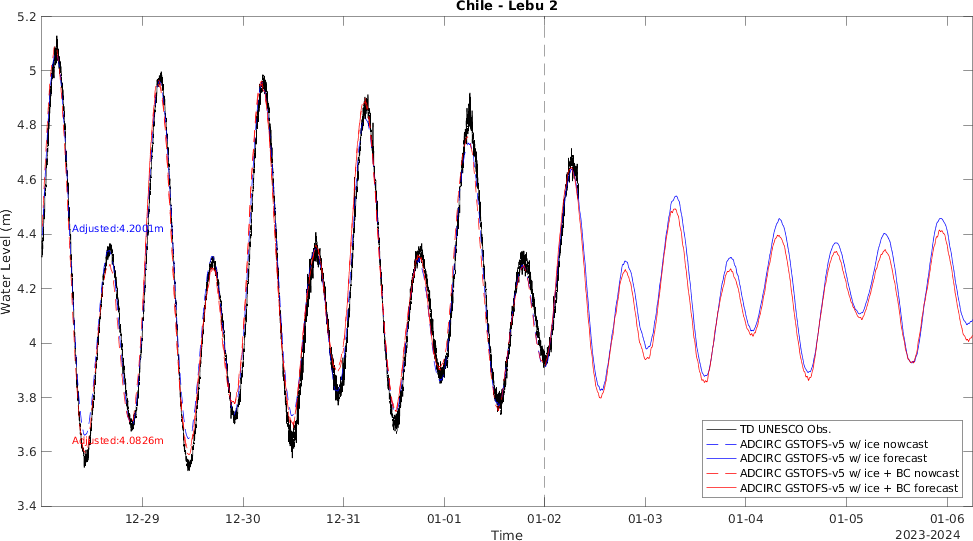 Chile - Lebu 2
5.2
5
4.8
4.6
4.4
4.2
4
3.8
3.6
3.4
Water Level (m)
Adjusted:4.2001m
Adjusted:4.0826m
TD UNESCO Obs.
ADCIRC GSTOFS-v5 w/ ice nowcast
ADCIRC GSTOFS-v5 w/ ice forecast
ADCIRC GSTOFS-v5 w/ ice + BC nowcast
ADCIRC GSTOFS-v5 w/ ice + BC forecast
12-29 12-30 12-31 01-01 01-02 01-03 01-04 01-05 01-06
Time
2023-2024